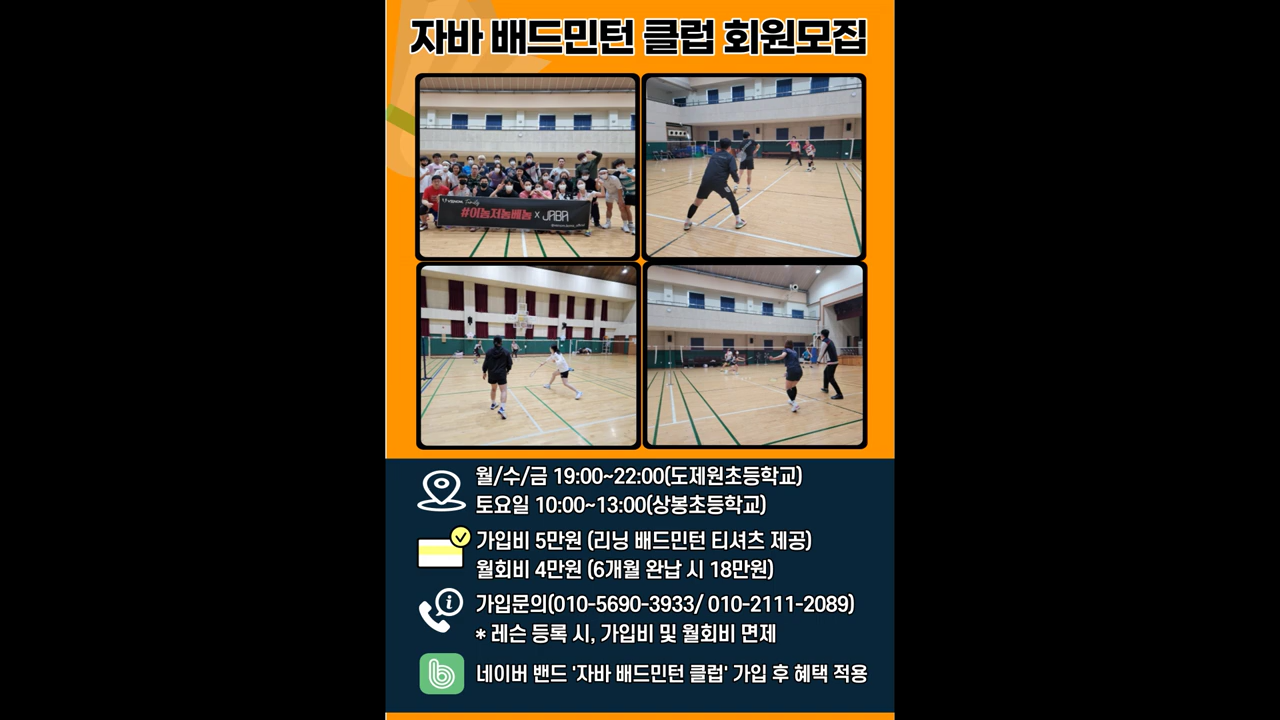 자바 배드민턴 클럽 회원모집
#이놈저놈배놈 x JABA
월/수/금 19:00~22:00(도제원초등학교)
토요일 10:00~13:00(상봉초등학교)
가입비 5만원 (리닝 배드민턴 티셔츠 제공)
월회비 4만원 (6개월 완납 시 18만원)
가입문의(010-5690-3933/ 010-2111-2089)
* 레슨 등록 시, 가입비 및 월회비 면제
네이버 밴드 '자바 배드민턴 클럽' 가입 후 혜택 적용